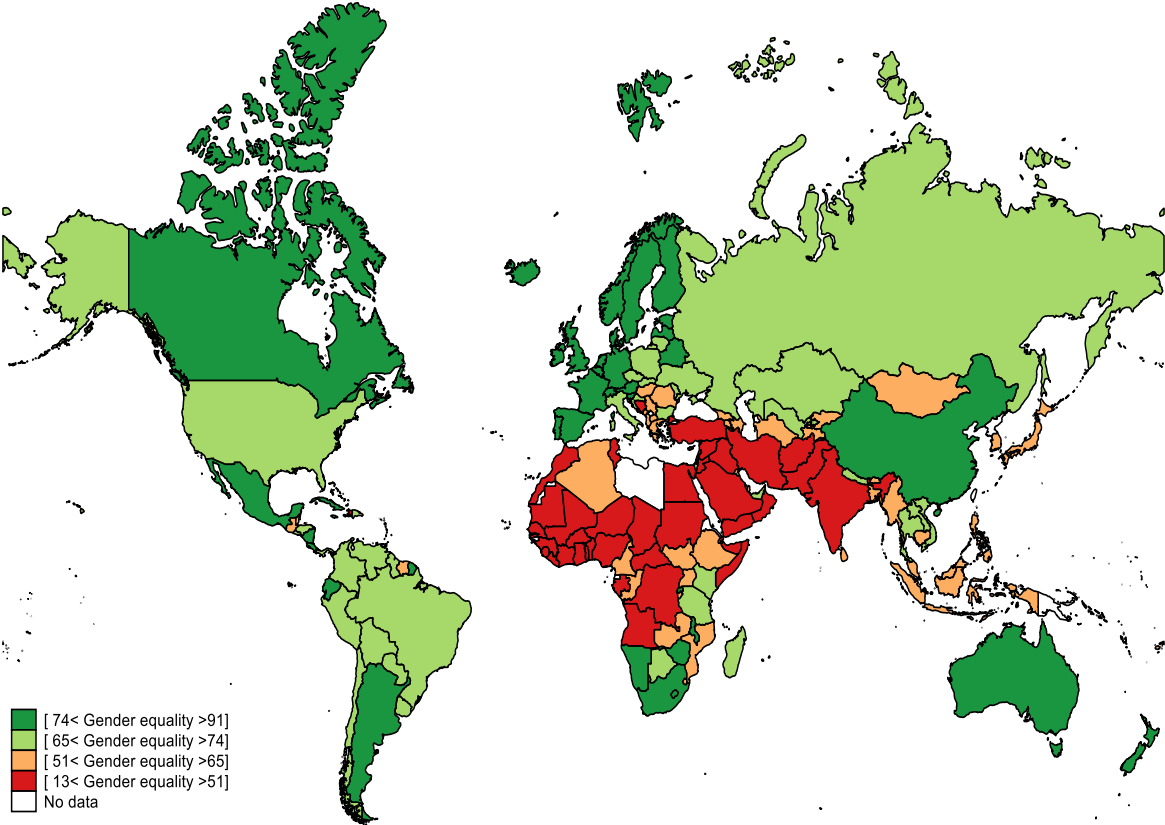 [ 74< Gender equality >91]
[ 65< Gender equality >74]
[ 51< Gender equality >65]
[ 13< Gender equality >51]
No data